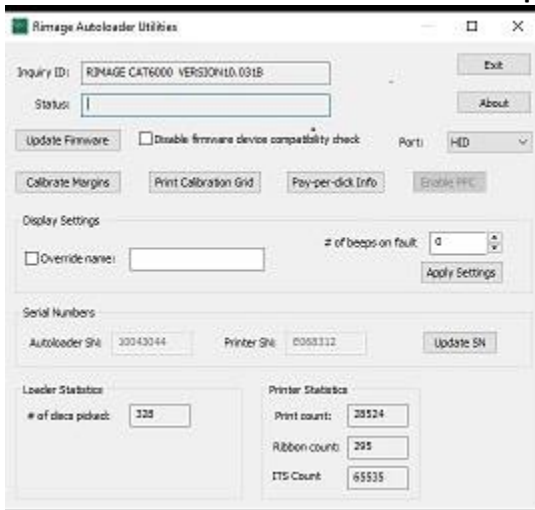 Rimage Autoloader Utilities
Inquiry ID: RIMAGE CAT6000 VERSION10.031B
Exit
Status:
About
Update Firmware
Disable firmware device compatibility check
Port:
HID
Calibrate Margins
Print Calibration Grid
Pay-per-click Info
Enable PPC
Display Settings
# of beeps on fault
0
Override name:
Apply Settings
Serial Numbers
Autoloader SN:
Printer SN:
Update SN
Loader Statistics
Printer Statistics
# of discs picked: 328
Print count: 28524
Ribbon count: 295
ITS Count 65535